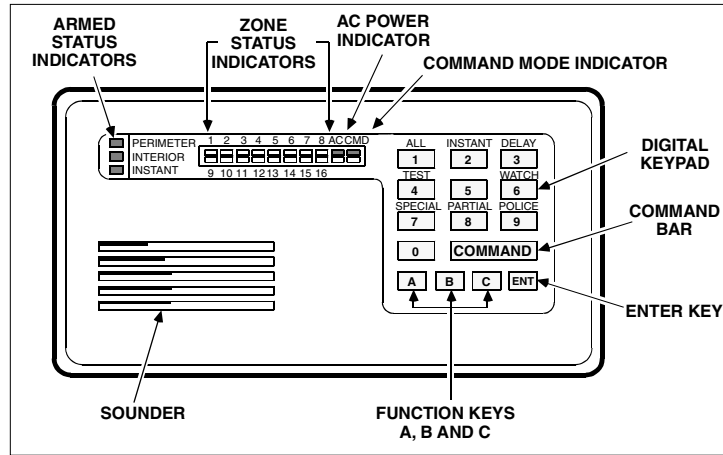 ARMED
STATUS
INDICATORS
ZONE
STATUS
INDICATORS
AC POWER
INDICATOR
COMMAND MODE INDICATOR
1 2 3 4 5 6 7 8 AC CMD
PERIMETER
INTERIOR
INSTANT
9 10 11 12 13 14 15 16
ALL INSTANT DELAY
1 2 3
TEST WATCH
4 5 6
SPECIAL PARTIAL POLICE
7 8 9
0 COMMAND
A B C ENT
DIGITAL
KEYPAD
COMMAND
BAR
ENTER KEY
SOUNDER
FUNCTION KEYS
A, B AND C